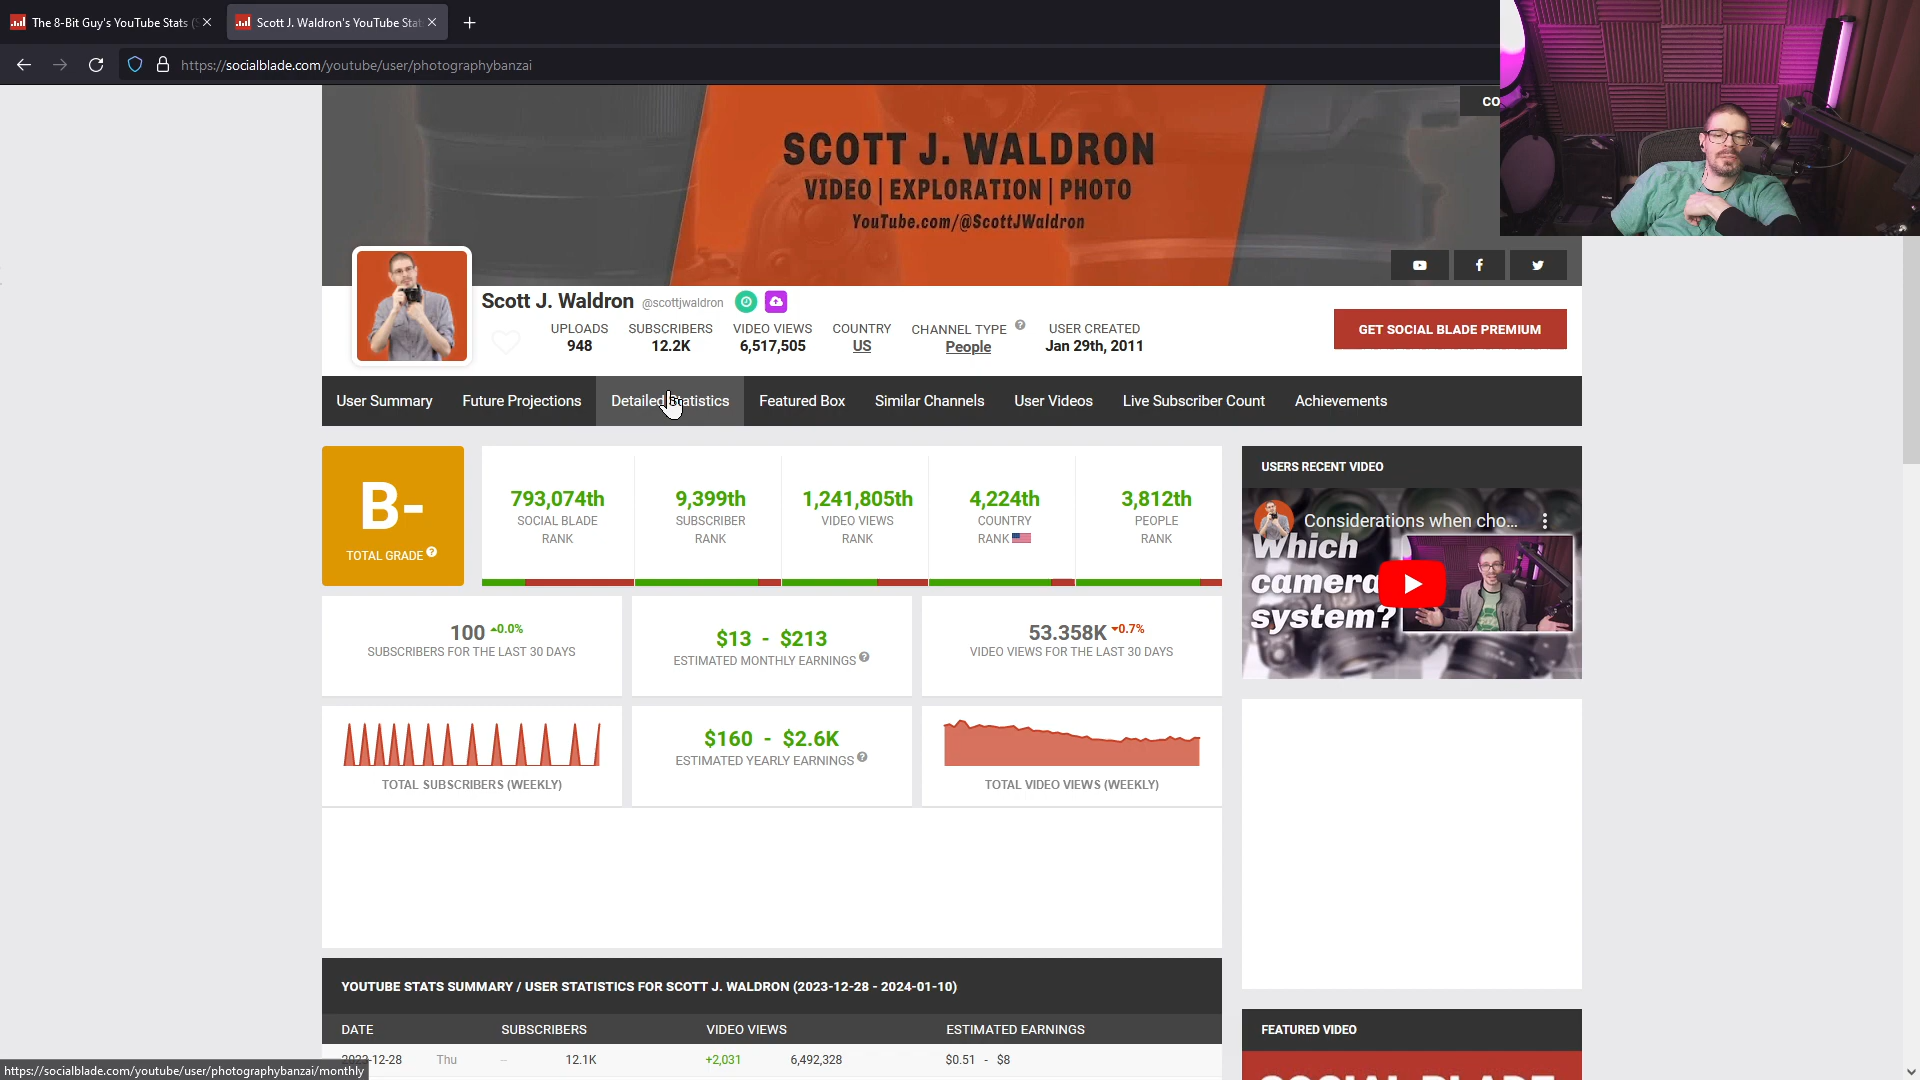 The 8-Bit Guy's YouTube Stats
Scott J. Waldron's YouTube Stat
https://socialblade.com/youtube/user/photographybanzai
CO
SCOTT J. WALDRON
VIDEO | EXPLORATION | PHOTO
YouTube.com/@ScottJWaldron
Scott J. Waldron @scottjwaldron
UPLOADS SUBSCRIBERS VIDEO VIEWS COUNTRY CHANNEL TYPE ? USER CREATED
948 12.2K 6,517,505 US People Jan 29th, 2011
GET SOCIAL BLADE PREMIUM
User Summary Future Projections Detailed Statistics Featured Box Similar Channels User Videos Live Subscriber Count Achievements
B-
TOTAL GRADE ?
793,074th 9,399th 1,241,805th 4,224th 3,812th
SOCIAL BLADE SUBSCRIBER VIDEO VIEWS COUNTRY PEOPLE
RANK RANK RANK RANK RANK
USERS RECENT VIDEO
Considerations when cho...
Which
camera
system?
100 0.0%
SUBSCRIBERS FOR THE LAST 30 DAYS
$13 - $213
ESTIMATED MONTHLY EARNINGS ?
53.358K -0.7%
VIDEO VIEWS FOR THE LAST 30 DAYS
TOTAL SUBSCRIBERS (WEEKLY)
$160 - $2.6K
ESTIMATED YEARLY EARNINGS ?
TOTAL VIDEO VIEWS (WEEKLY)
YOUTUBE STATS SUMMARY / USER STATISTICS FOR SCOTT J. WALDRON (2023-12-28 - 2024-01-10)
DATE SUBSCRIBERS VIDEO VIEWS ESTIMATED EARNINGS
2023-12-28 Thu -- 12.1K +2,031 6,492,328 $0.51 - $8
FEATURED VIDEO
SOCIAL BLADE
https://socialblade.com/youtube/user/photographybanzai/monthly